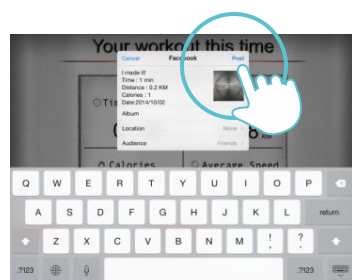 Your workout this time
Cancel Facebook Post
I made it!
Time : 1 min
Distance : 0.2 KM
Calories : 1
Date:2014/10/02
Album
Location None
Audience Friends
Calories Average Speed
Q W E R T Y U I O P
A S D F G H J K L return
Z X C V B N M ! , ? .
.?123 .?123